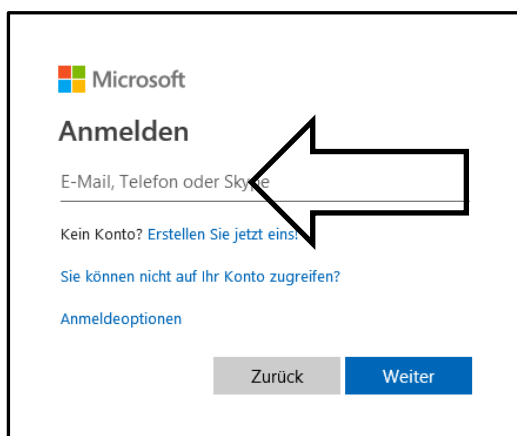 Microsoft
Anmelden
E-Mail, Telefon oder Skype
Kein Konto? Erstellen Sie jetzt eins!
Sie können nicht auf Ihr Konto zugreifen?
Anmeldeoptionen
Zurück Weiter